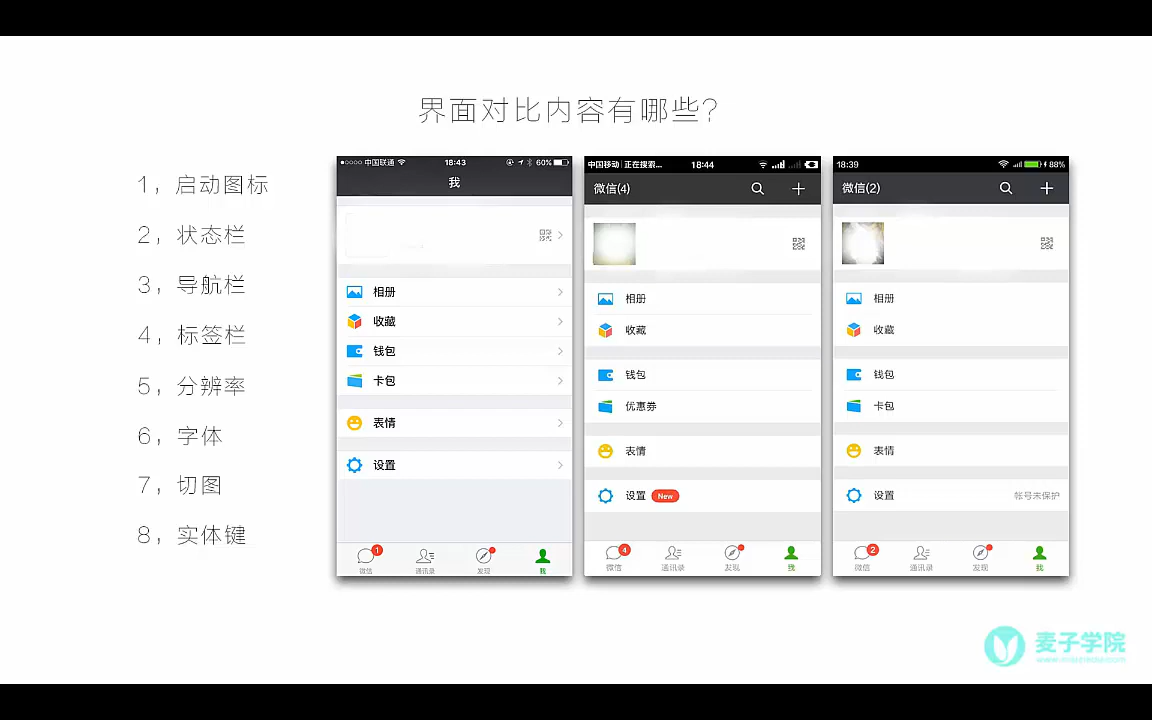 界面对比内容有哪些?
1，启动图标
2，状态栏
3，导航栏
4，标签栏
5，分辨率
6，字体
7，切图
8，实体键
中国联通 18:43 60%
我
相册
收藏
钱包
卡包
表情
设置
1
微信 通讯录 发现 我
中国移动 | 正在搜索... 18:44
微信(4)
相册
收藏
钱包
优惠券
表情
设置 New
4
微信 通讯录 发现 我
18:39 88%
微信(2)
相册
收藏
钱包
卡包
表情
设置 帐号未保护
2
微信 通讯录 发现 我
麦子学院